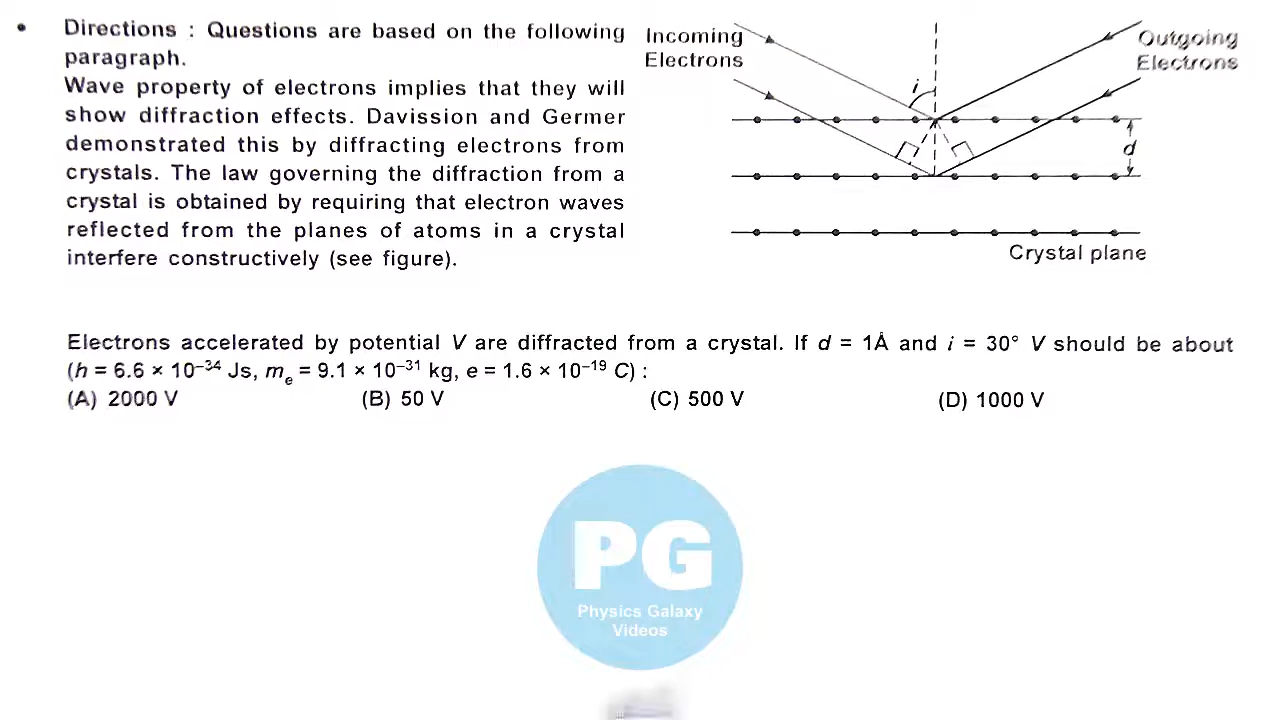 • Directions : Questions are based on the following
paragraph.
Wave property of electrons implies that they will
show diffraction effects. Davission and Germer
demonstrated this by diffracting electrons from
crystals. The law governing the diffraction from a
crystal is obtained by requiring that electron waves
reflected from the planes of atoms in a crystal
interfere constructively (see figure).
Incoming
Electrons
i
Outgoing
Electrons
d
Crystal plane
Electrons accelerated by potential V are diffracted from a crystal. If d = 1Å and i = 30° V should be about
(h = 6.6 × 10⁻³⁴ Js, mₑ = 9.1 × 10⁻³¹ kg, e = 1.6 × 10⁻¹⁹ C) :
(A) 2000 V (B) 50 V (C) 500 V (D) 1000 V
PG
Physics Galaxy
Videos